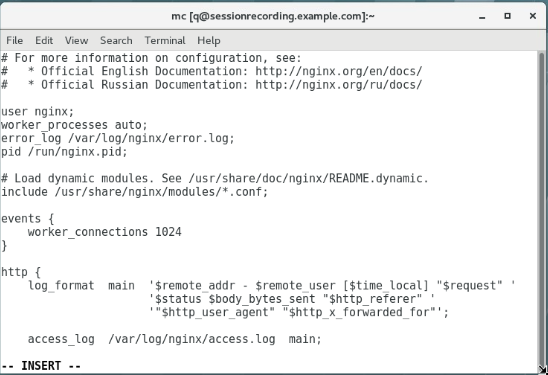 mc [q@sessionrecording.example.com]:~
File Edit View Search Terminal Help
# For more information on configuration, see:
#   * Official English Documentation: http://nginx.org/en/docs/
#   * Official Russian Documentation: http://nginx.org/ru/docs/

user nginx;
worker_processes auto;
error_log /var/log/nginx/error.log;
pid /run/nginx.pid;

# Load dynamic modules. See /usr/share/doc/nginx/README.dynamic.
include /usr/share/nginx/modules/*.conf;

events {
    worker_connections 1024
}

http {
    log_format  main  '$remote_addr - $remote_user [$time_local] "$request" '
                      '$status $body_bytes_sent "$http_referer" '
                      '"$http_user_agent" "$http_x_forwarded_for"';

    access_log  /var/log/nginx/access.log  main;

-- INSERT --